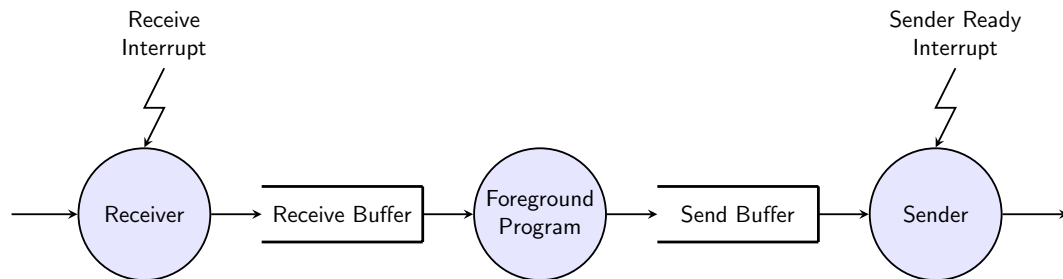 Receive
Interrupt
Sender Ready
Interrupt
Receiver
Receive Buffer
Foreground
Program
Send Buffer
Sender